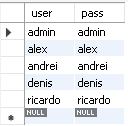 user pass
admin admin
alex alex
andrei andrei
denis denis
ricardo ricardo
NULL NULL